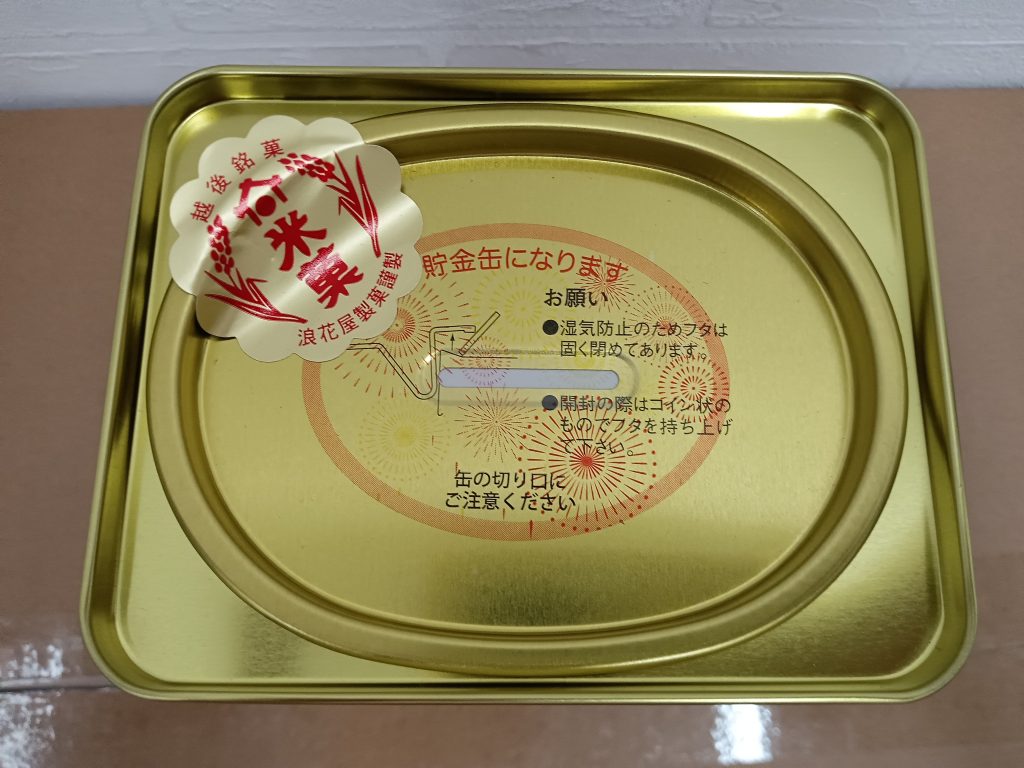 越後銘菓
米菓
浪花屋製菓謹製
貯金缶になります
お願い
●湿気防止のためフタは
固く閉めてあります。
●開封の際はコイン状の
ものでフタを持ち上げ
て下さい。
缶の切り口に
ご注意ください